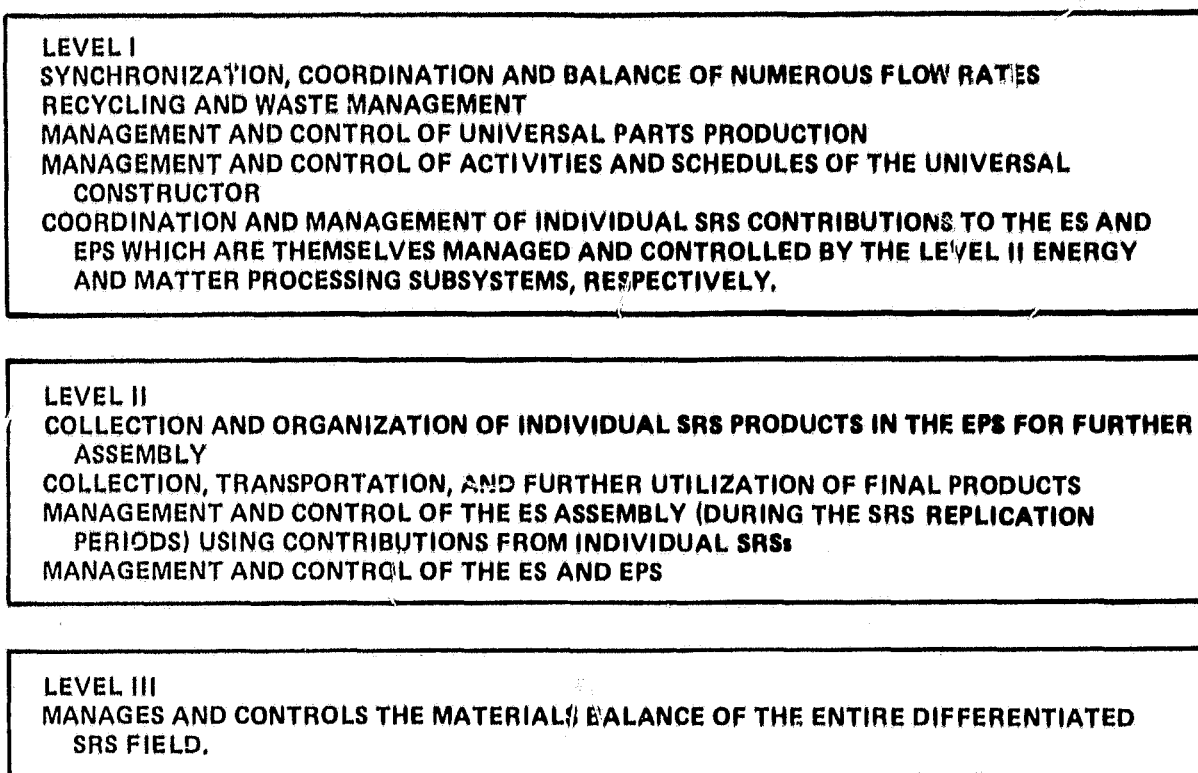 LEVEL I
SYNCHRONIZATION, COORDINATION AND BALANCE OF NUMEROUS FLOW RATES
RECYCLING AND WASTE MANAGEMENT
MANAGEMENT AND CONTROL OF UNIVERSAL PARTS PRODUCTION
MANAGEMENT AND CONTROL OF ACTIVITIES AND SCHEDULES OF THE UNIVERSAL
CONSTRUCTOR
COORDINATION AND MANAGEMENT OF INDIVIDUAL SRS CONTRIBUTIONS TO THE ES AND
EPS WHICH ARE THEMSELVES MANAGED AND CONTROLLED BY THE LEVEL II ENERGY
AND MATTER PROCESSING SUBSYSTEMS, RESPECTIVELY.
LEVEL II
COLLECTION AND ORGANIZATION OF INDIVIDUAL SRS PRODUCTS IN THE EPS FOR FURTHER
ASSEMBLY
COLLECTION, TRANSPORTATION, AND FURTHER UTILIZATION OF FINAL PRODUCTS
MANAGEMENT AND CONTROL OF THE ES ASSEMBLY (DURING THE SRS REPLICATION
PERIODS) USING CONTRIBUTIONS FROM INDIVIDUAL SRSs
MANAGEMENT AND CONTROL OF THE ES AND EPS
LEVEL III
MANAGES AND CONTROLS THE MATERIALS BALANCE OF THE ENTIRE DIFFERENTIATED
SRS FIELD.